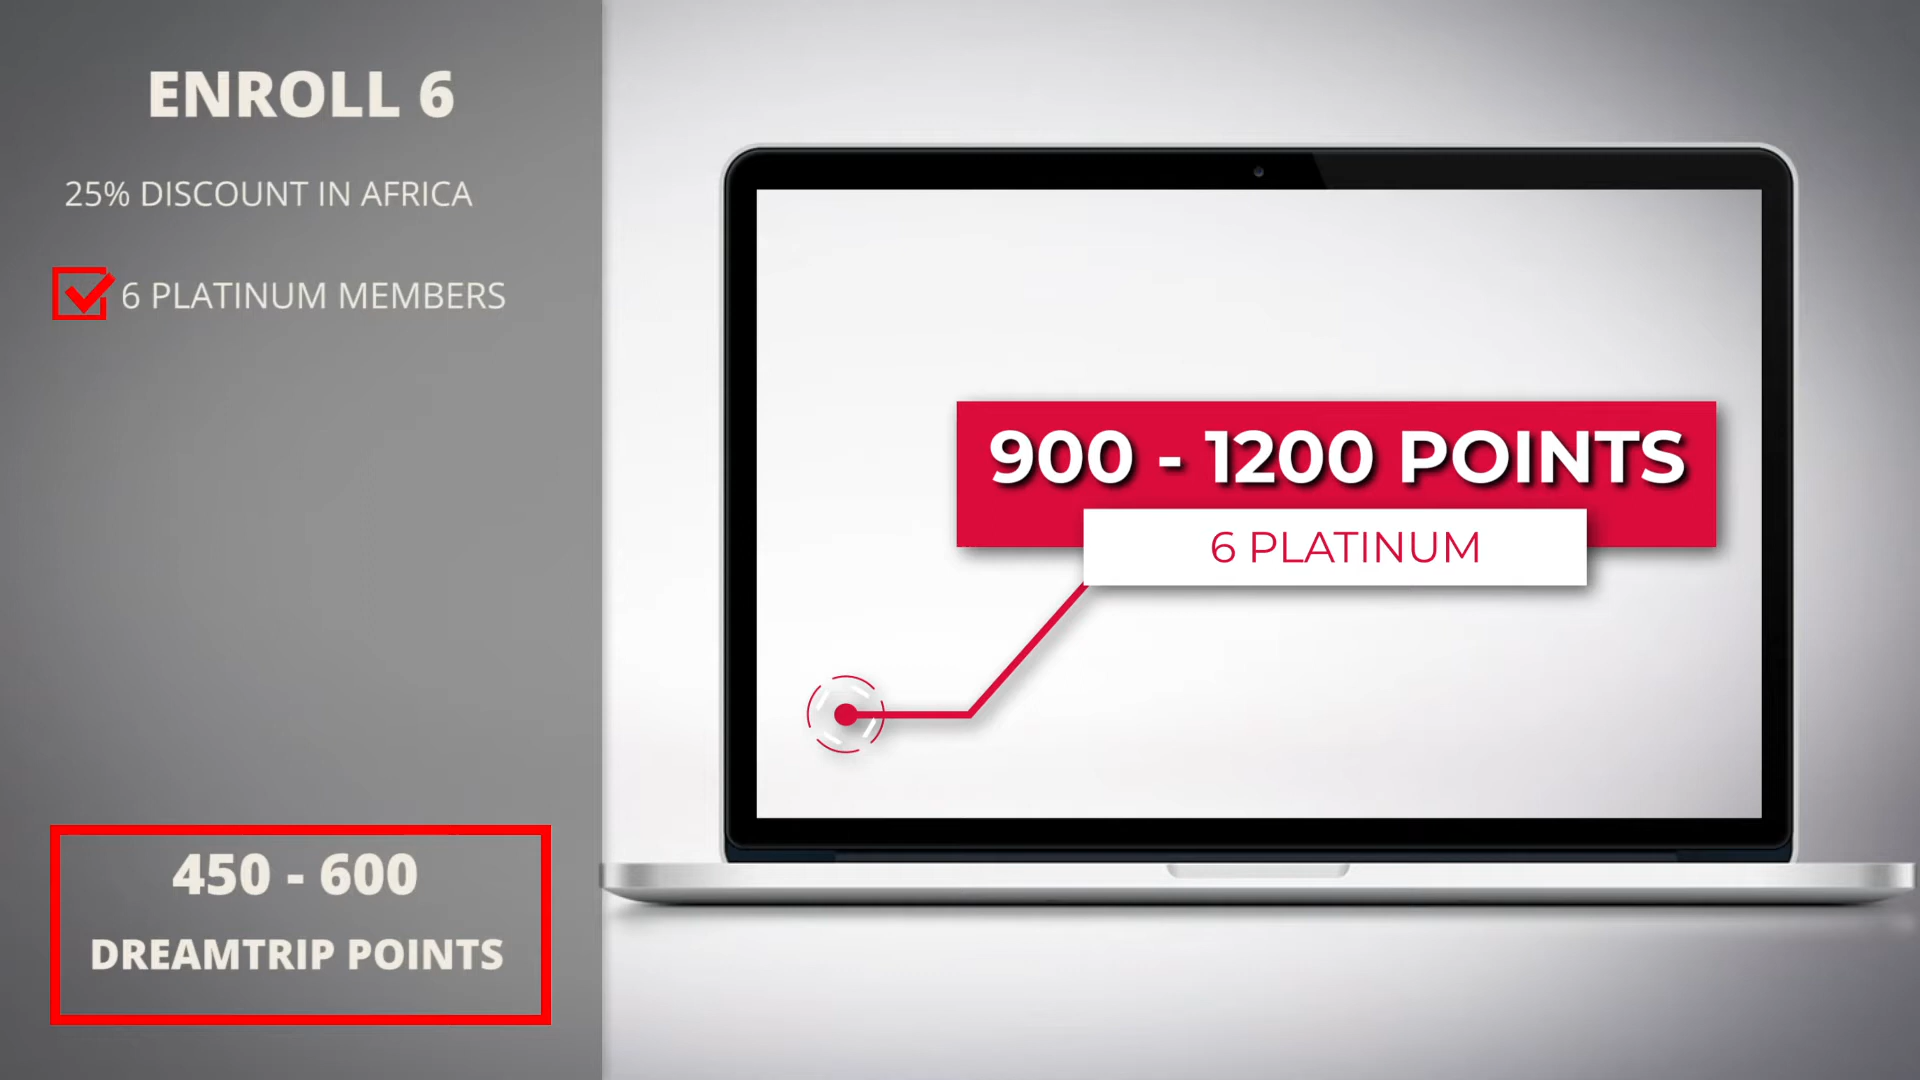 ENROLL 6
25% DISCOUNT IN AFRICA
6 PLATINUM MEMBERS
450 - 600
DREAMTRIP POINTS
900 - 1200 POINTS
6 PLATINUM